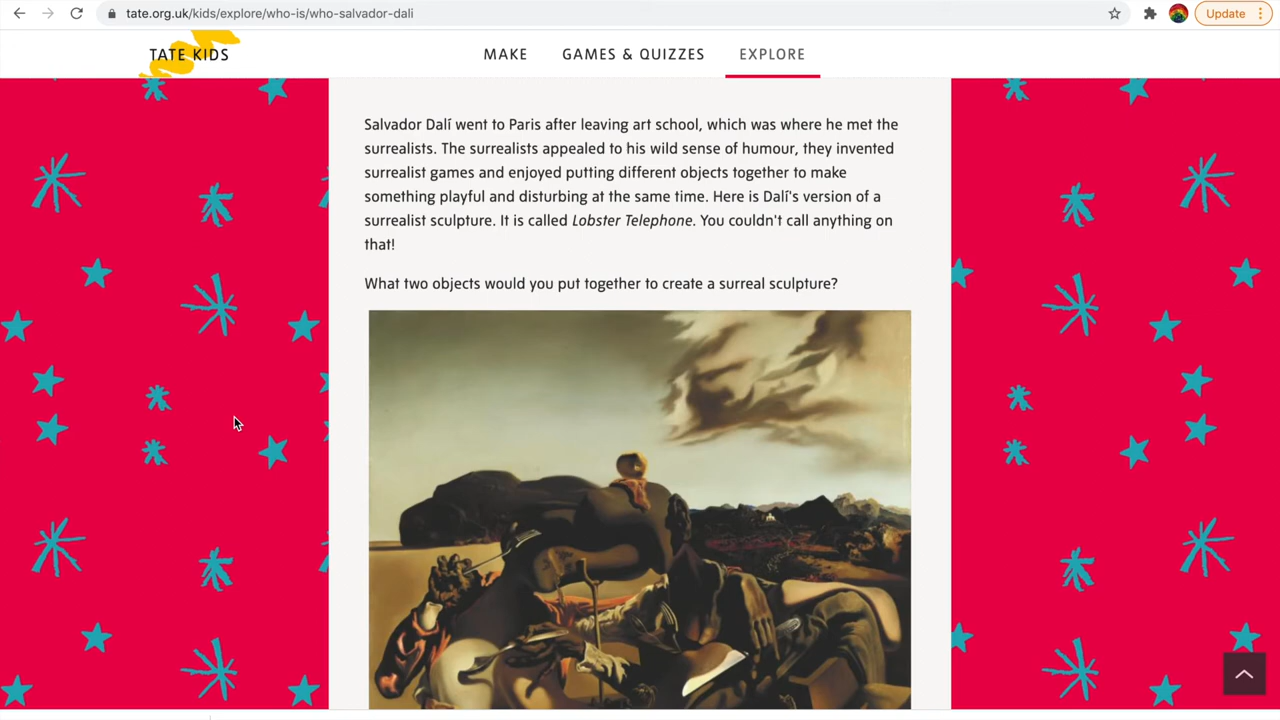 tate.org.uk/kids/explore/who-is/who-salvador-dali
Update
TATE KIDS
MAKE
GAMES & QUIZZES
EXPLORE
Salvador Dalí went to Paris after leaving art school, which was where he met the
surrealists. The surrealists appealed to his wild sense of humour, they invented
surrealist games and enjoyed putting different objects together to make
something playful and disturbing at the same time. Here is Dalí's version of a
surrealist sculpture. It is called Lobster Telephone. You couldn't call anything on
that!
What two objects would you put together to create a surreal sculpture?